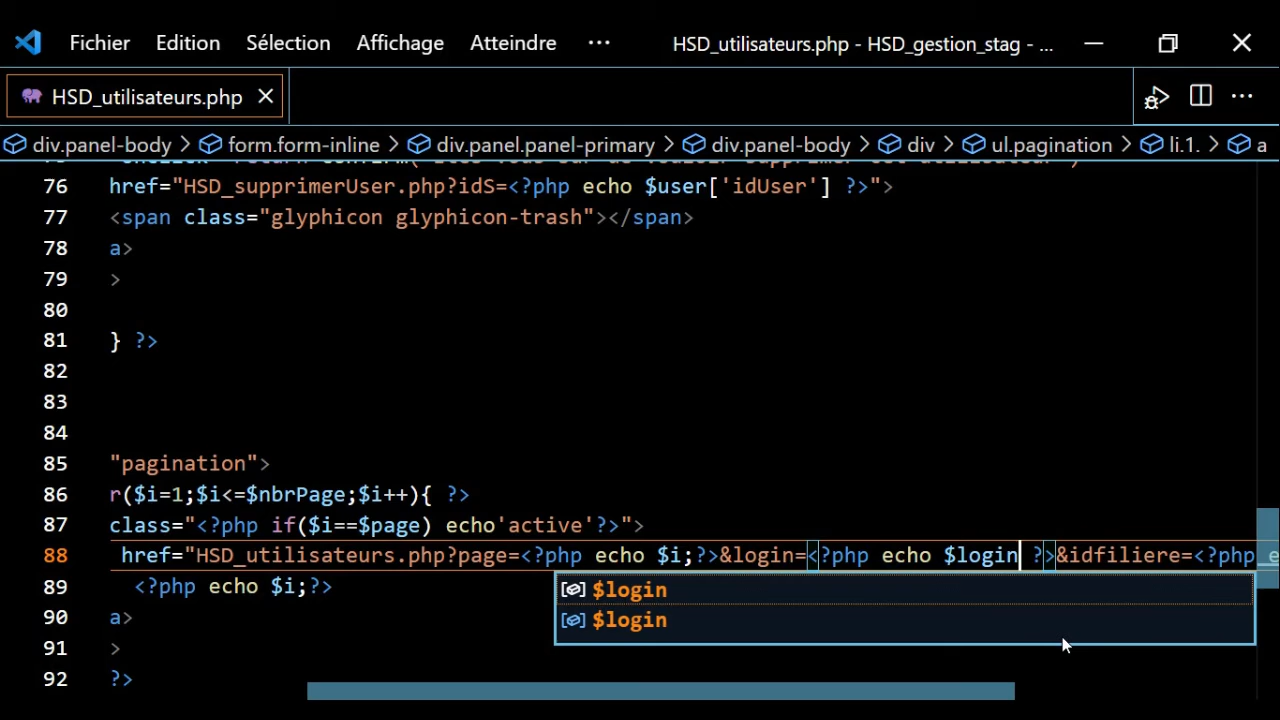 Fichier Edition Sélection Affichage Atteindre ··· HSD_utilisateurs.php - HSD_gestion_stag - ...
HSD_utilisateurs.php
div.panel-body > form.form-inline > div.panel.panel-primary > div.panel-body > div > ul.pagination > li.1. > a
76 href="HSD_supprimerUser.php?idS=<?php echo $user['idUser'] ?>">
77 <span class="glyphicon glyphicon-trash"></span>
78 a>
79 >
80
81 } ?>
82
83
84
85 "pagination">
86 r($i=1;$i<=$nbrPage;$i++){ ?>
87 class="<?php if($i==$page) echo'active'?>">
88 href="HSD_utilisateurs.php?page=<?php echo $i;?>&login=<?php echo $login ?>&idfiliere=<?php e
89 <?php echo $i;?>
$login
$login
90 a>
91 >
92 ?>